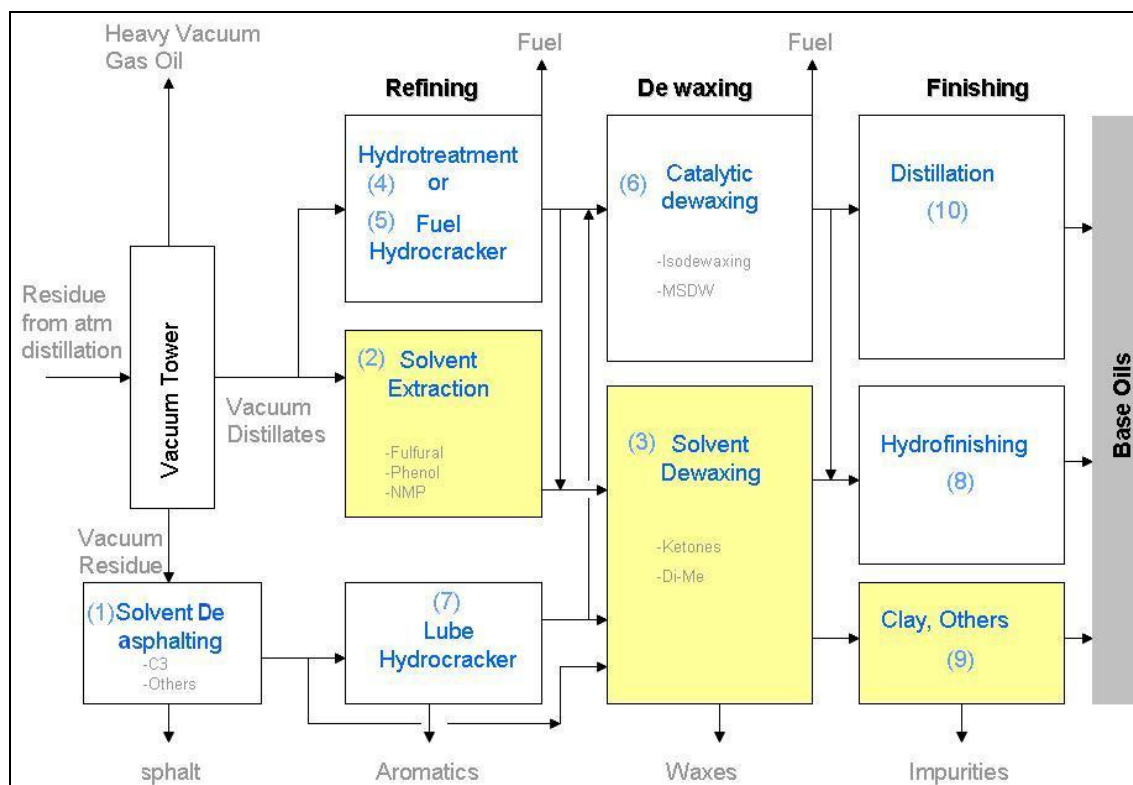 Heavy Vacuum
Gas Oil
Fuel
Fuel
Refining
De waxing
Finishing
Hydrotreatment
(4) or
(5) Fuel
Hydrocracker
(6) Catalytic
dewaxing
-Isodewaxing
-MSDW
Distillation
(10)
Residue
from atm
distillation
Vacuum Tower
Vacuum
Distillates
(2) Solvent
Extraction
-Fulfural
-Phenol
-NMP
(3) Solvent
Dewaxing
-Ketones
-Di-Me
Hydrofinishing
(8)
Base Oils
Vacuum
Residue
(1) Solvent De
asphalting
-C3
-Others
(7)
Lube
Hydrocracker
Clay, Others
(9)
sphalt
Aromatics
Waxes
Impurities